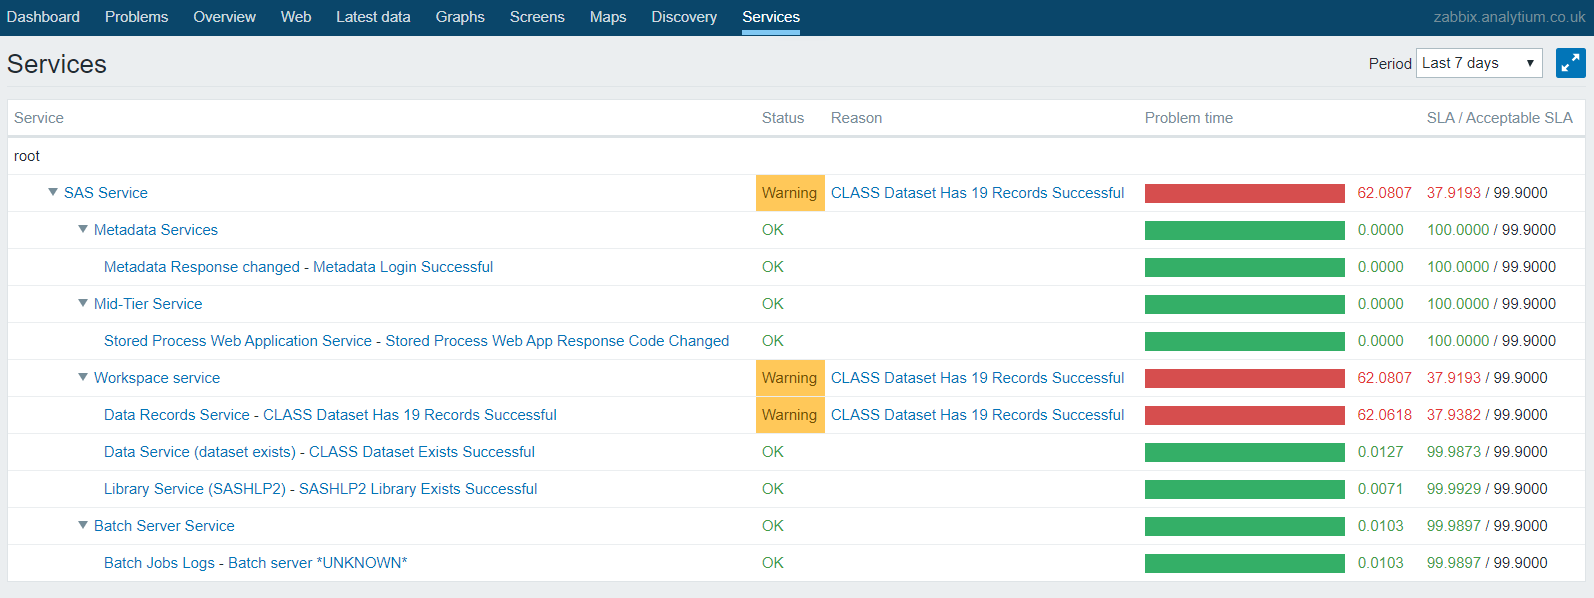 Dashboard Problems Overview Web Latest data Graphs Screens Maps Discovery Services zabbix.analytium.co.uk
Services Period Last 7 days
Service Status Reason Problem time SLA / Acceptable SLA
root
SAS Service Warning CLASS Dataset Has 19 Records Successful 62.0807 37.9193 / 99.9000
Metadata Services OK 0.0000 100.0000 / 99.9000
Metadata Response changed - Metadata Login Successful OK 0.0000 100.0000 / 99.9000
Mid-Tier Service OK 0.0000 100.0000 / 99.9000
Stored Process Web Application Service - Stored Process Web App Response Code Changed OK 0.0000 100.0000 / 99.9000
Workspace service Warning CLASS Dataset Has 19 Records Successful 62.0807 37.9193 / 99.9000
Data Records Service - CLASS Dataset Has 19 Records Successful Warning CLASS Dataset Has 19 Records Successful 62.0618 37.9382 / 99.9000
Data Service (dataset exists) - CLASS Dataset Exists Successful OK 0.0127 99.9873 / 99.9000
Library Service (SASHLP2) - SASHLP2 Library Exists Successful OK 0.0071 99.9929 / 99.9000
Batch Server Service OK 0.0103 99.9897 / 99.9000
Batch Jobs Logs - Batch server *UNKNOWN* OK 0.0103 99.9897 / 99.9000